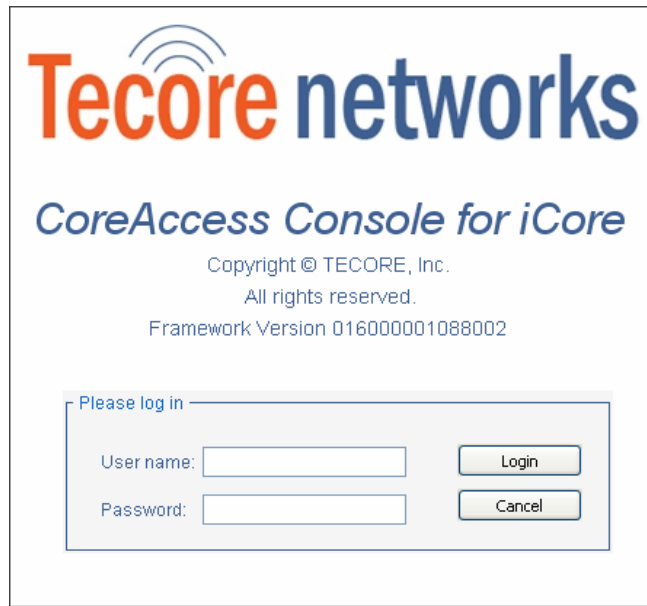 Tecore networks
CoreAccess Console for iCore
Copyright © TECORE, Inc.
All rights reserved.
Framework Version 016000001088002
Please log in
User name:
Login
Password:
Cancel